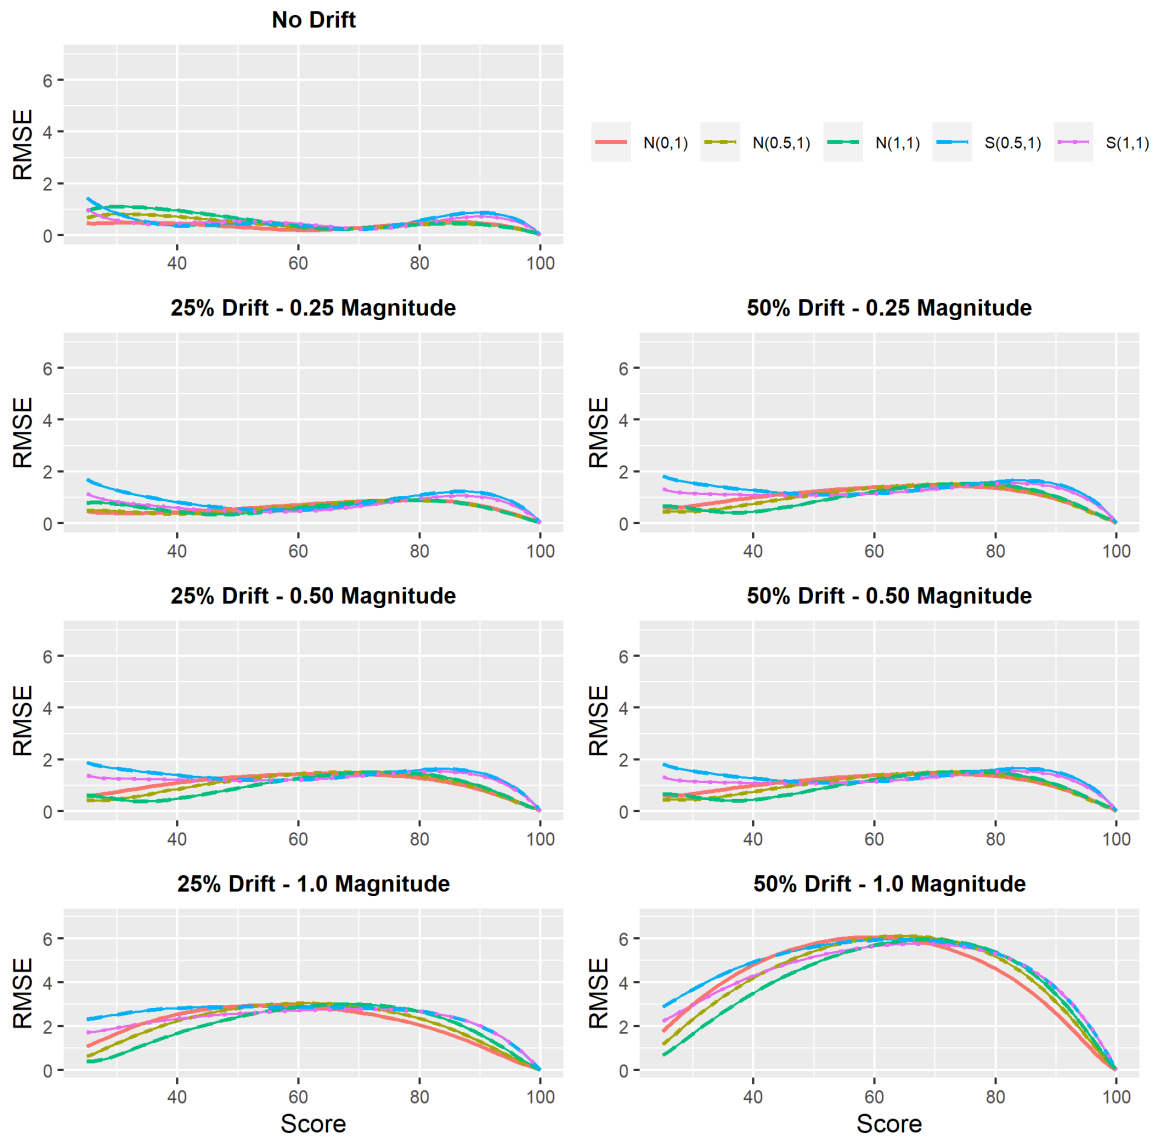 No Drift
RMSE
6
4
2
0
40 60 80 100
N(0,1) N(0.5,1) N(1,1) S(0.5,1) S(1,1)
25% Drift - 0.25 Magnitude
RMSE
6
4
2
0
40 60 80 100
50% Drift - 0.25 Magnitude
RMSE
6
4
2
0
40 60 80 100
25% Drift - 0.50 Magnitude
RMSE
6
4
2
0
40 60 80 100
50% Drift - 0.50 Magnitude
RMSE
6
4
2
0
40 60 80 100
25% Drift - 1.0 Magnitude
RMSE
6
4
2
0
40 60 80 100
Score
50% Drift - 1.0 Magnitude
RMSE
6
4
2
0
40 60 80 100
Score